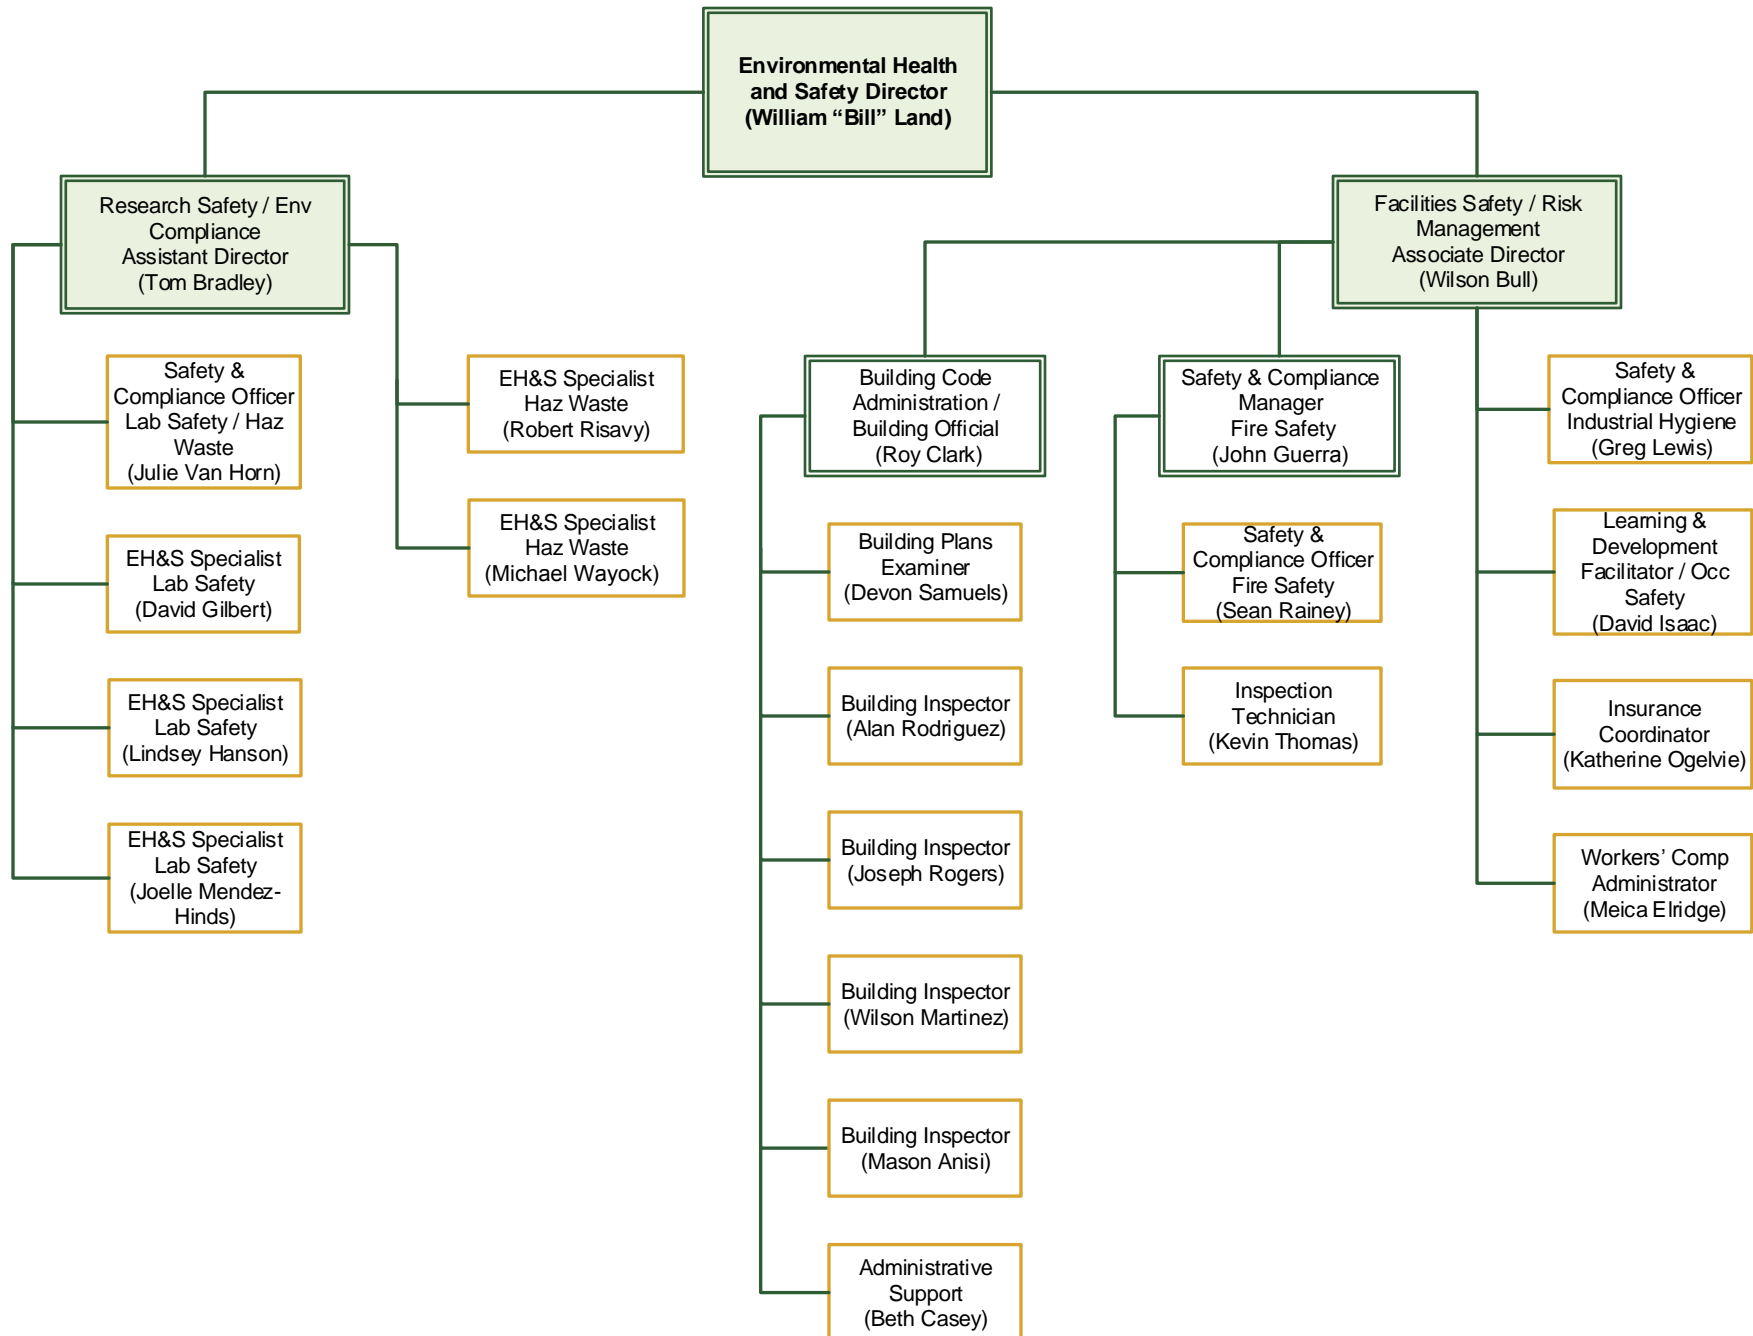 Environmental Health
and Safety Director
(William “Bill” Land)
Research Safety / Env
Compliance
Assistant Director
(Tom Bradley)
Facilities Safety / Risk
Management
Associate Director
(Wilson Bull)
Safety &
Compliance Officer
Lab Safety / Haz
Waste
(Julie Van Horn)
EH&S Specialist
Lab Safety
(David Gilbert)
EH&S Specialist
Lab Safety
(Lindsey Hanson)
EH&S Specialist
Lab Safety
(Joelle Mendez-
Hinds)
EH&S Specialist
Haz Waste
(Robert Risavy)
EH&S Specialist
Haz Waste
(Michael Wayock)
Building Code
Administration /
Building Official
(Roy Clark)
Building Plans
Examiner
(Devon Samuels)
Building Inspector
(Alan Rodriguez)
Building Inspector
(Joseph Rogers)
Building Inspector
(Wilson Martinez)
Building Inspector
(Mason Anisi)
Administrative
Support
(Beth Casey)
Safety & Compliance
Manager
Fire Safety
(John Guerra)
Safety &
Compliance Officer
Fire Safety
(Sean Rainey)
Inspection
Technician
(Kevin Thomas)
Safety &
Compliance Officer
Industrial Hygiene
(Greg Lewis)
Learning &
Development
Facilitator / Occ
Safety
(David Isaac)
Insurance
Coordinator
(Katherine Ogelvie)
Workers’ Comp
Administrator
(Meica Elridge)